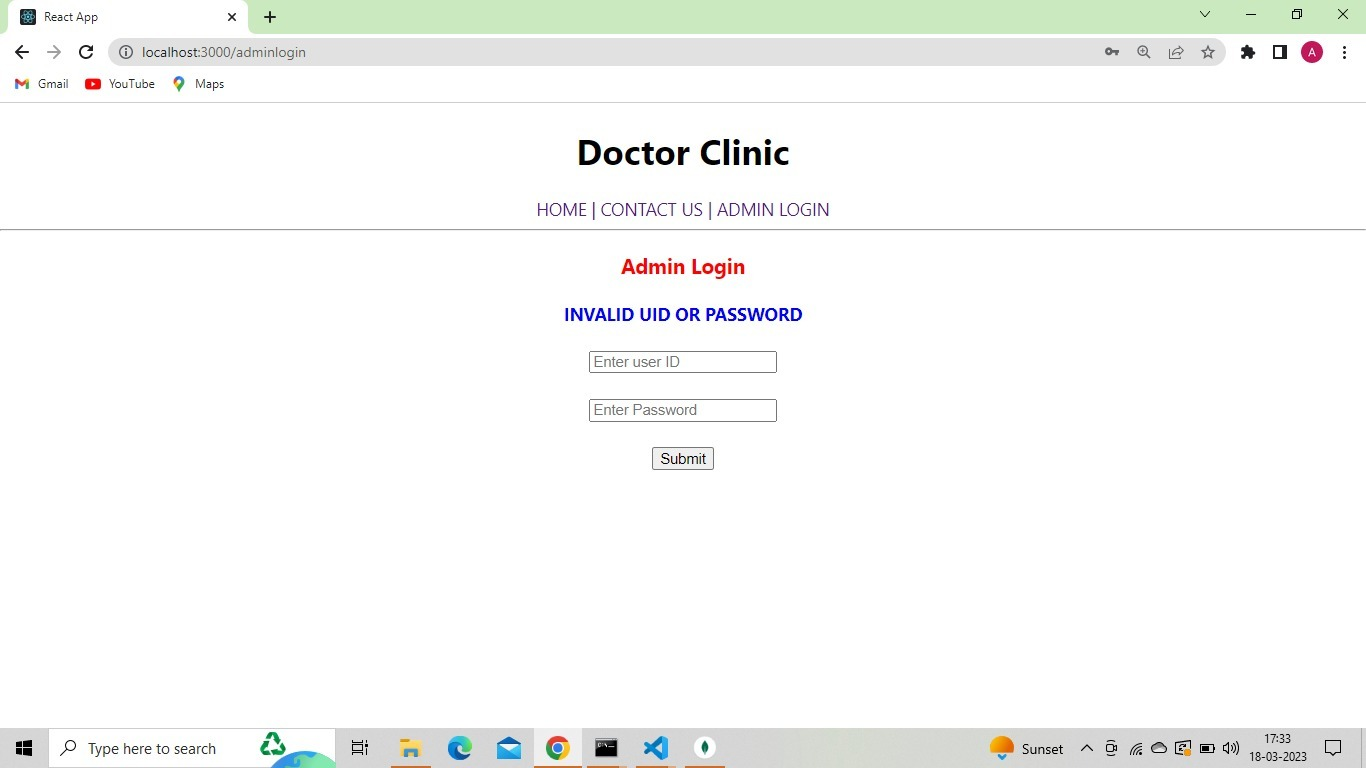 React App
localhost:3000/adminlogin
A
Gmail YouTube Maps
Doctor Clinic
HOME | CONTACT US | ADMIN LOGIN
Admin Login
INVALID UID OR PASSWORD
Enter user ID
Enter Password
Submit
Type here to search
Sunset
17:33
18-03-2023